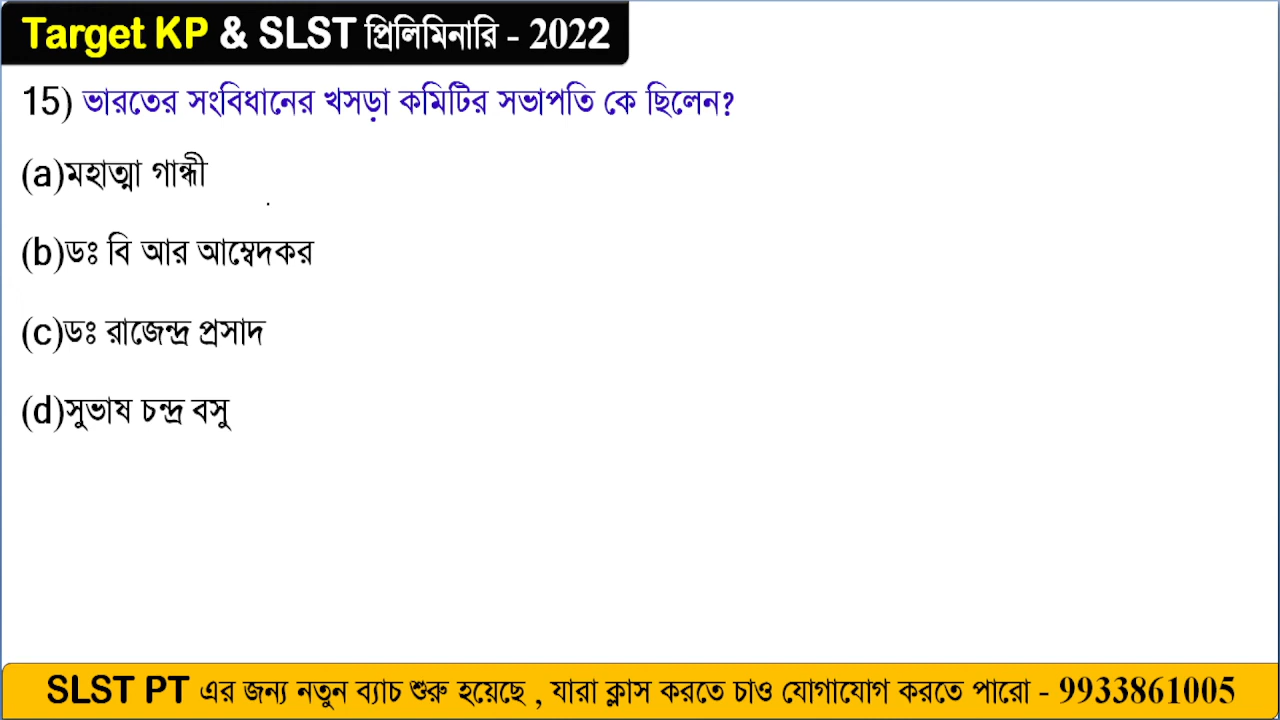 Target KP & SLST প্রিলিমিনারি - 2022
15) ভারতের সংবিধানের খসড়া কমিটির সভাপতি কে ছিলেন?
(a)মহাত্মা গান্ধী
(b)ডঃ বি আর আম্বেদকর
(c)ডঃ রাজেন্দ্র প্রসাদ
(d)সুভাষ চন্দ্র বসু
SLST PT এর জন্য নতুন ব্যাচ শুরু হয়েছে , যারা ক্লাস করতে চাও যোগাযোগ করতে পারো - 9933861005